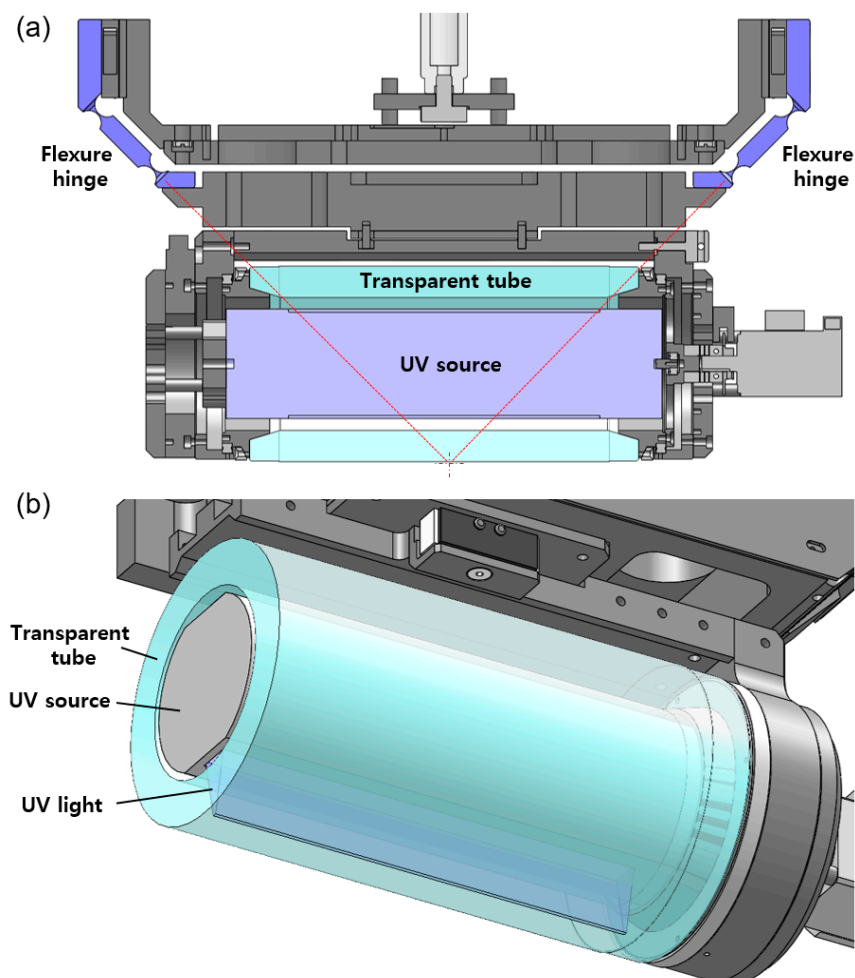 (a)
Flexure
hinge
Flexure
hinge
Transparent tube
UV source
(b)
Transparent
tube
UV source
UV light